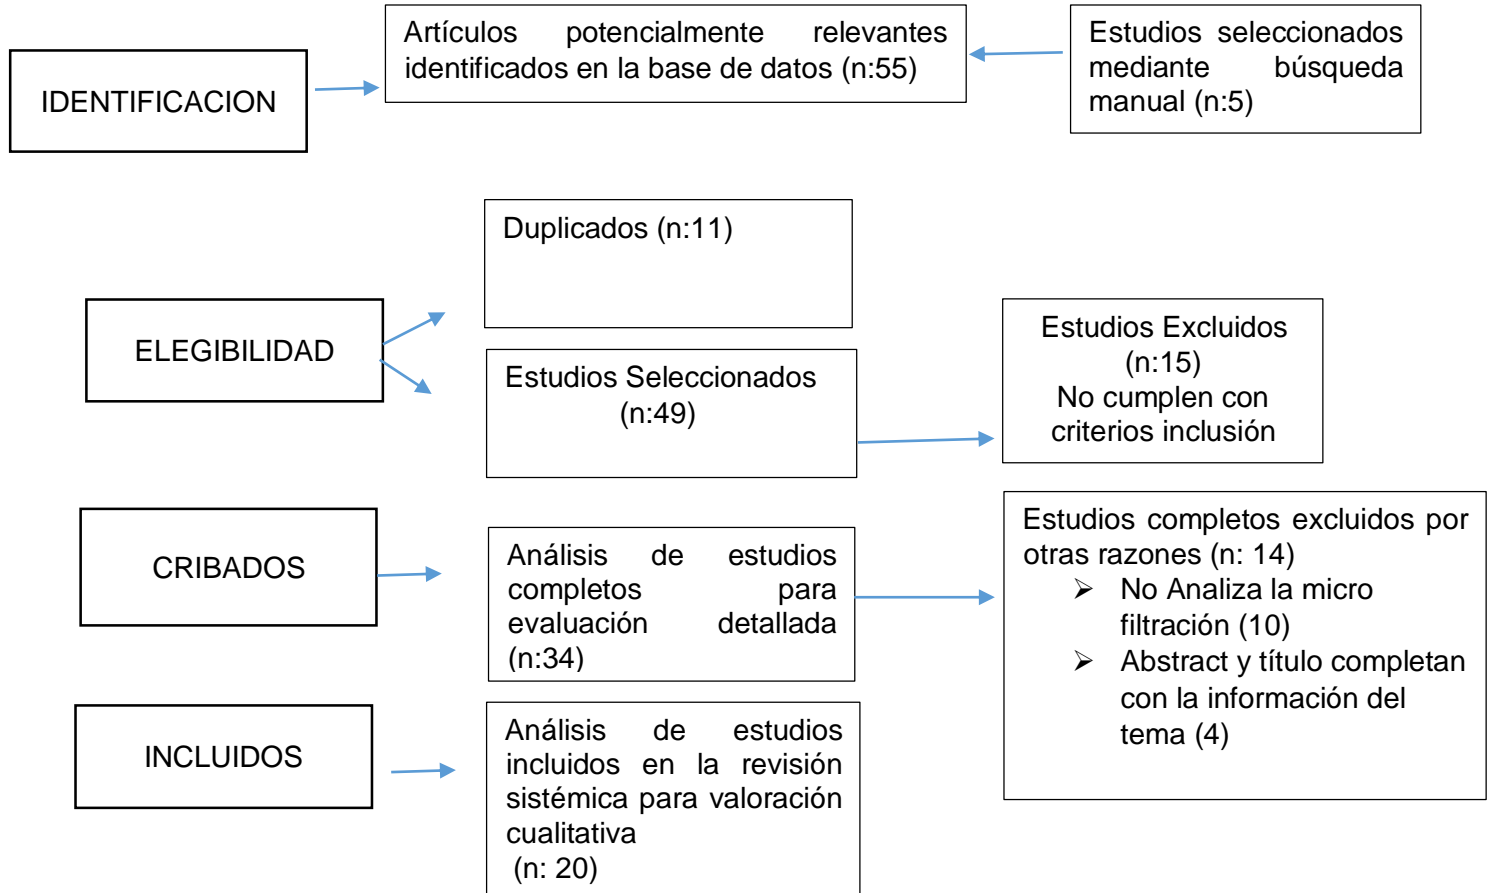 IDENTIFICACION
Artículos potencialmente relevantes
identificados en la base de datos (n:55)
Estudios seleccionados
mediante búsqueda
manual (n:5)
ELEGIBILIDAD
Duplicados (n:11)
Estudios Seleccionados
(n:49)
Estudios Excluidos
(n:15)
No cumplen con
criterios inclusión
CRIBADOS
Análisis de estudios
completos para
evaluación detallada
(n:34)
Estudios completos excluidos por
otras razones (n: 14)
➢ No Analiza la micro
filtración (10)
➢ Abstract y título completan
con la información del
tema (4)
INCLUIDOS
Análisis de estudios
incluidos en la revisión
sistémica para valoración
cualitativa
(n: 20)